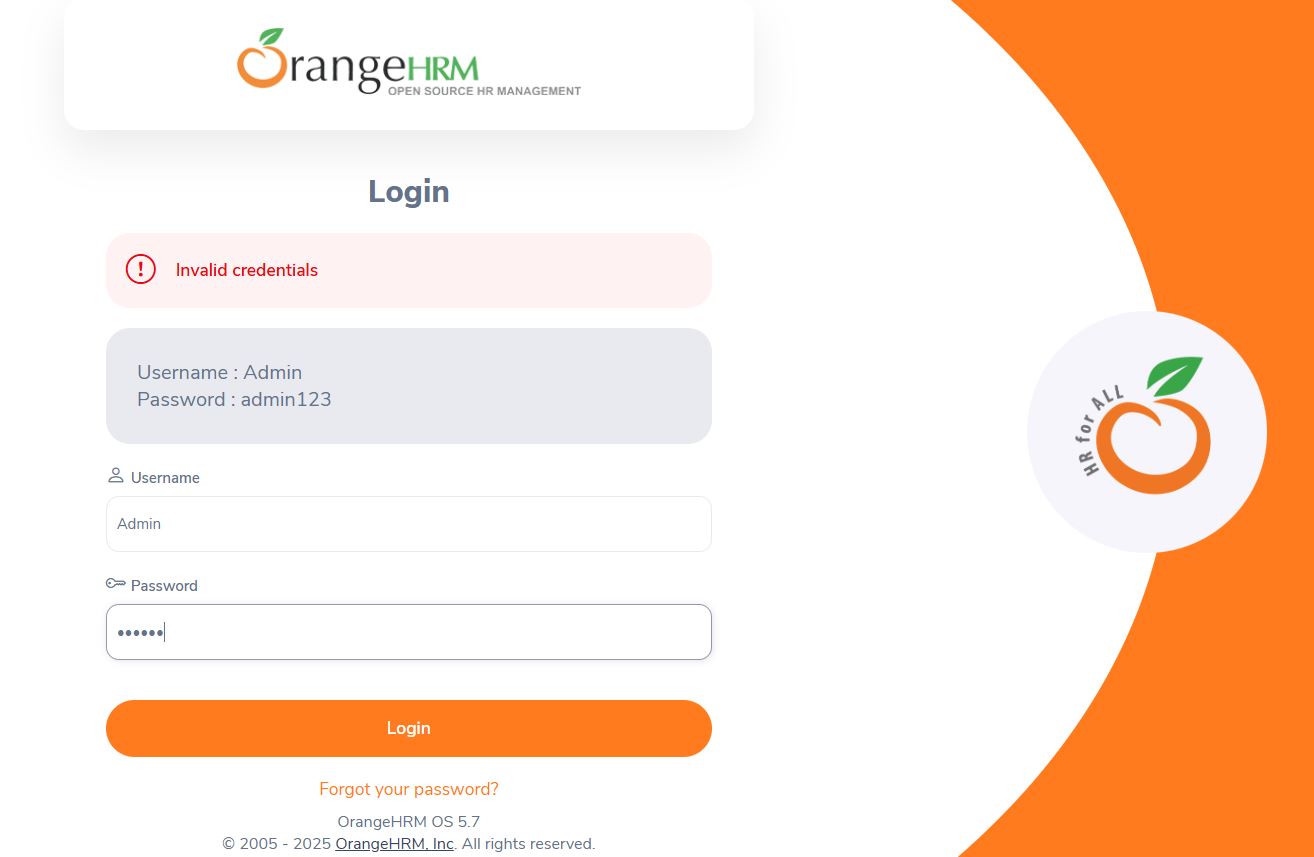 OrangeHRM
OPEN SOURCE HR MANAGEMENT
Login
Invalid credentials
Username : Admin
Password : admin123
Username
Admin
Password
••••••
Login
Forgot your password?
OrangeHRM OS 5.7
© 2005 - 2025 OrangeHRM, Inc. All rights reserved.
HR for ALL